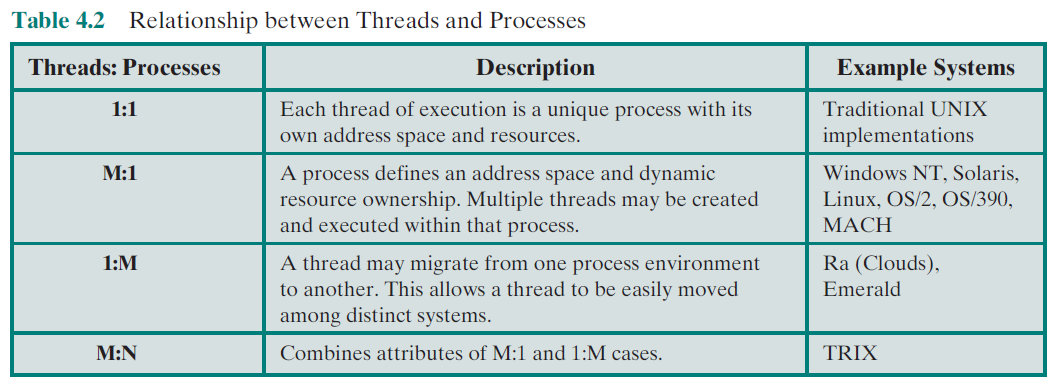 Table 4.2 Relationship between Threads and Processes
Threads: Processes Description Example Systems
1:1 Each thread of execution is a unique process with its Traditional UNIX
own address space and resources. implementations
M:1 A process defines an address space and dynamic Windows NT, Solaris,
resource ownership. Multiple threads may be created Linux, OS/2, OS/390,
and executed within that process. MACH
1:M A thread may migrate from one process environment Ra (Clouds),
to another. This allows a thread to be easily moved Emerald
among distinct systems.
M:N Combines attributes of M:1 and 1:M cases. TRIX